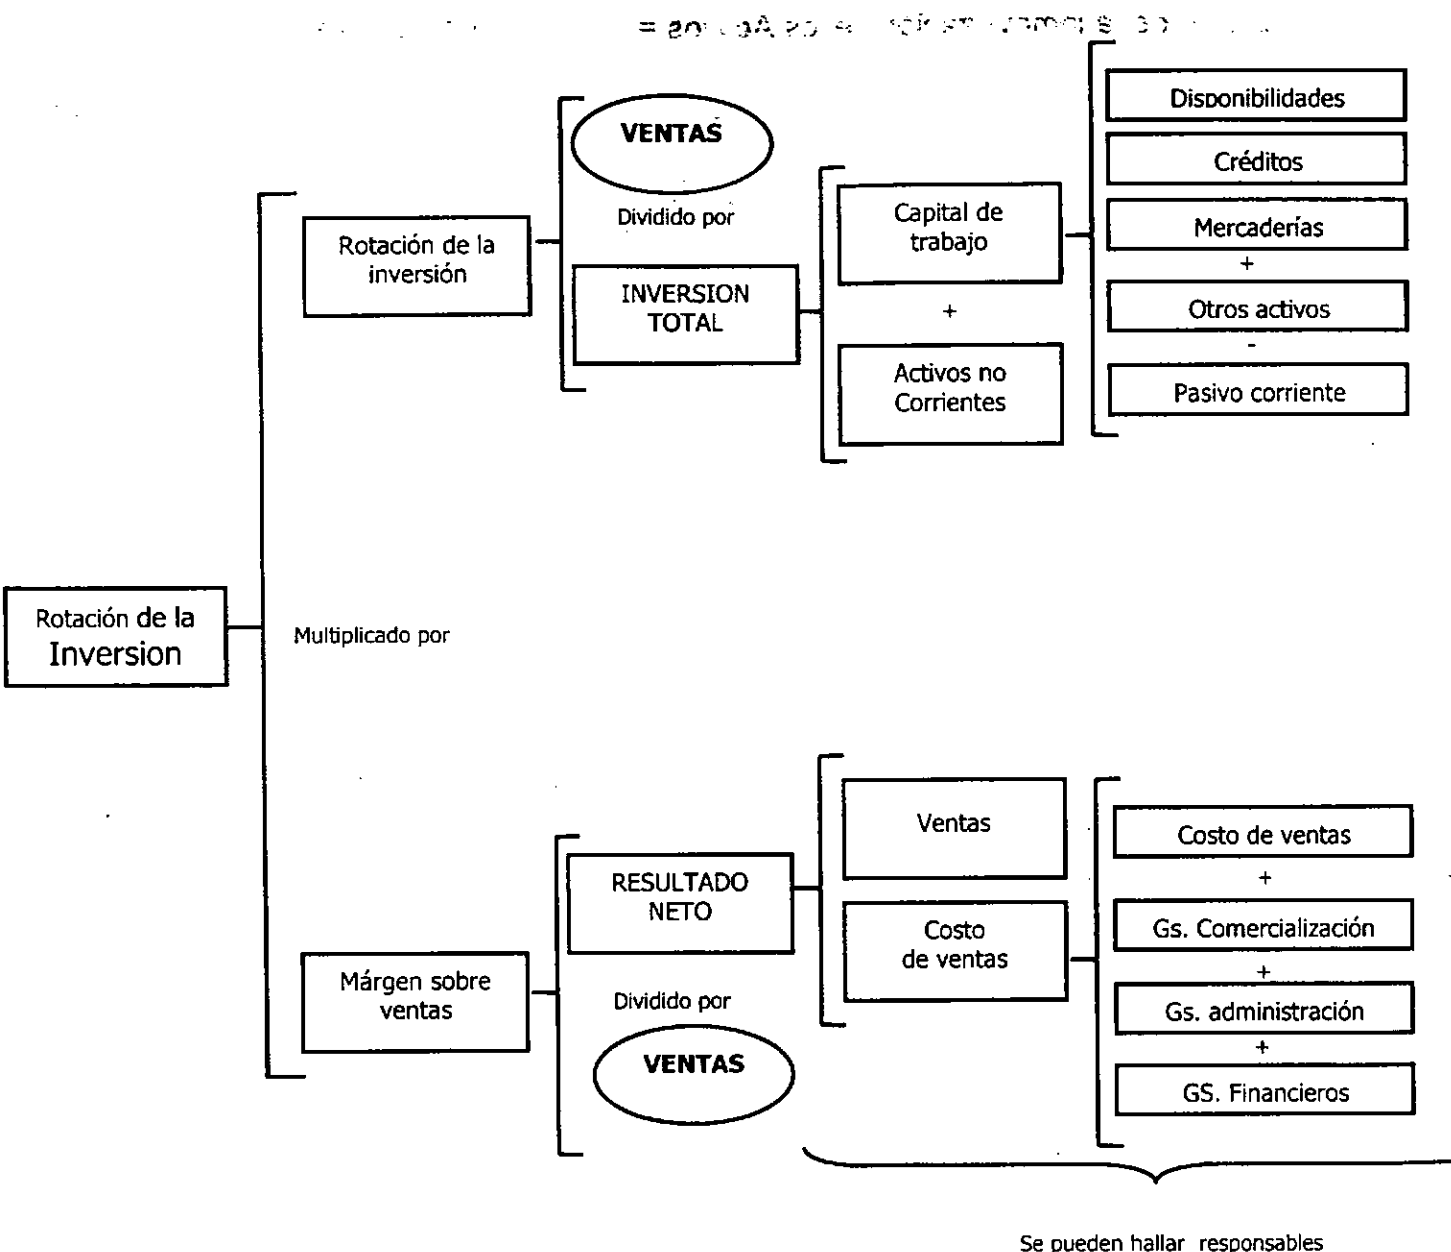 Disponibilidades
VENTAS
Créditos
Dividido por
Capital de
trabajo
Mercaderías
+
Rotación de la
inversión
INVERSION
TOTAL
+
Otros activos
-
Activos no
Corrientes
Pasivo corriente
Rotación de la
Inversion
Multiplicado por
Ventas
Costo de ventas
+
RESULTADO
NETO
Costo
de ventas
Gs. Comercialización
+
Márgen sobre
ventas
Dividido por
Gs. administración
+
VENTAS
GS. Financieros
Se pueden hallar responsables